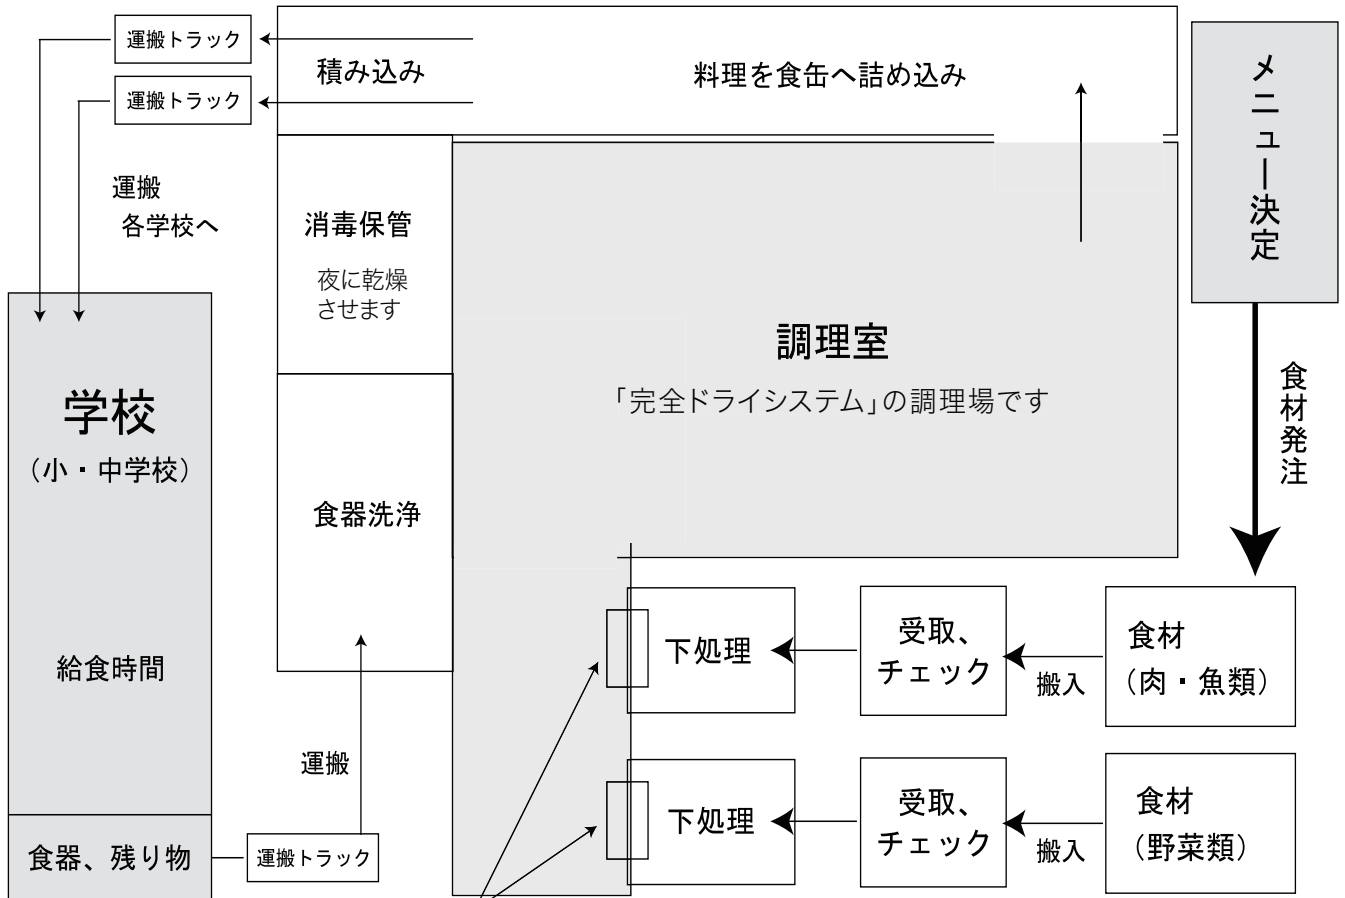 運搬トラック
運搬トラック
積み込み
料理を食缶へ詰め込み
メニュー決定
運搬
各学校へ
消毒保管
夜に乾燥
させます
調理室
「完全ドライシステム」の調理場です
食材発注
学校
（小・中学校）
食器洗浄
給食時間
下処理
受取、
チェック
搬入
食材
（肉・魚類）
運搬
下処理
受取、
チェック
搬入
食材
（野菜類）
食器、残り物
運搬トラック